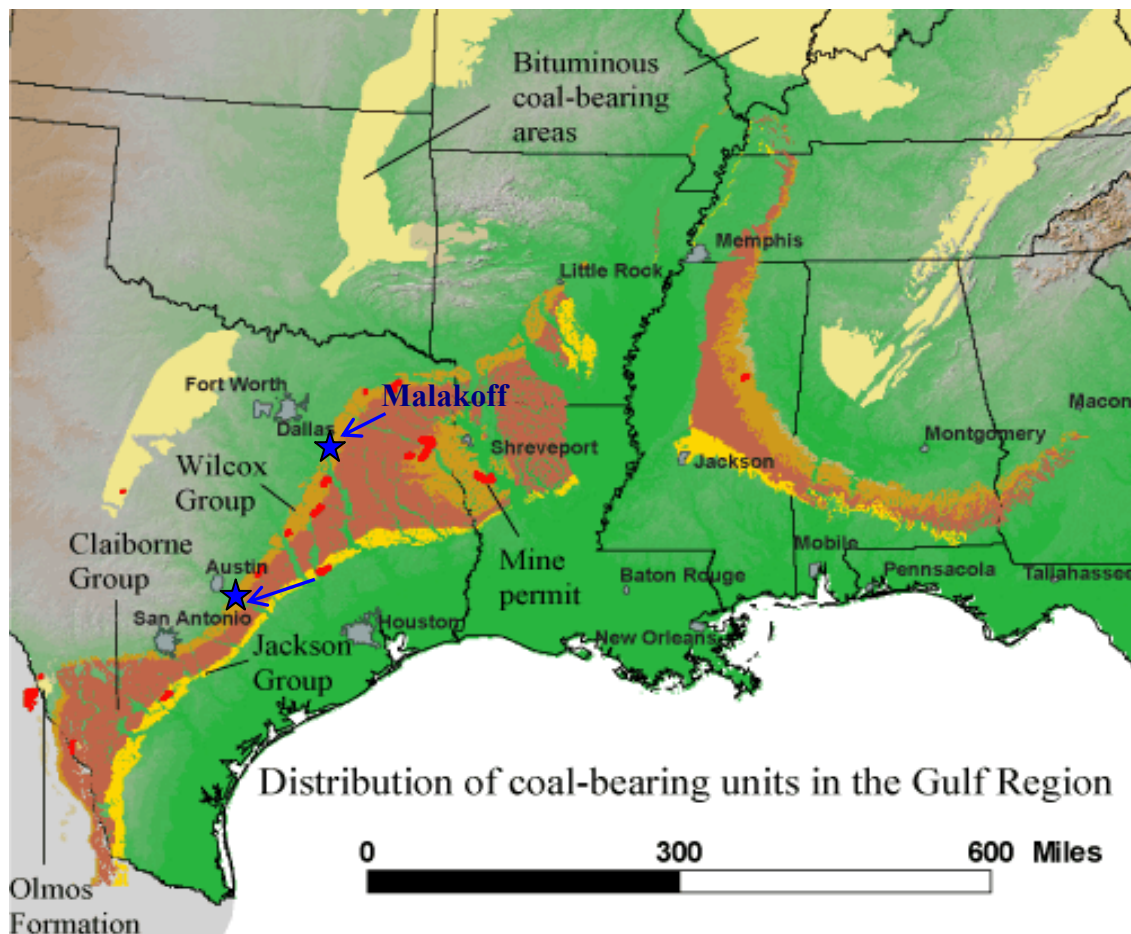 Bituminous
coal-bearing
areas
Memphis
Little Rock
Fort Worth
Malakoff
Dallas
Macon
Montgomery
Shreveport
Wilcox
Group
Jackson
Claiborne
Group
Mine
permit
Mobile
Austin
Baton Rouge
Pennsacola
Tallahassee
San Antonio
Houston
New Orleans
Jackson
Group
Distribution of coal-bearing units in the Gulf Region
0 300 600 Miles
Olmos
Formation